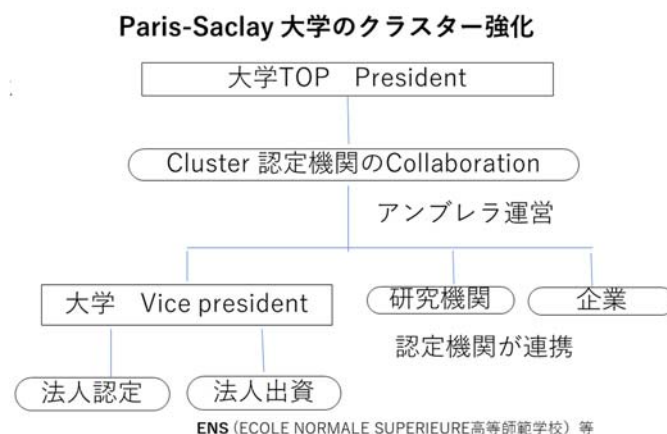 Paris-Saclay 大学のクラスター強化
大学TOP　President
Cluster 認定機関のCollaboration
アンブレラ運営
大学　Vice president
研究機関
企業
認定機関が連携
法人認定
法人出資
ENS (ECOLE NORMALE SUPERIEURE高等師範学校）等